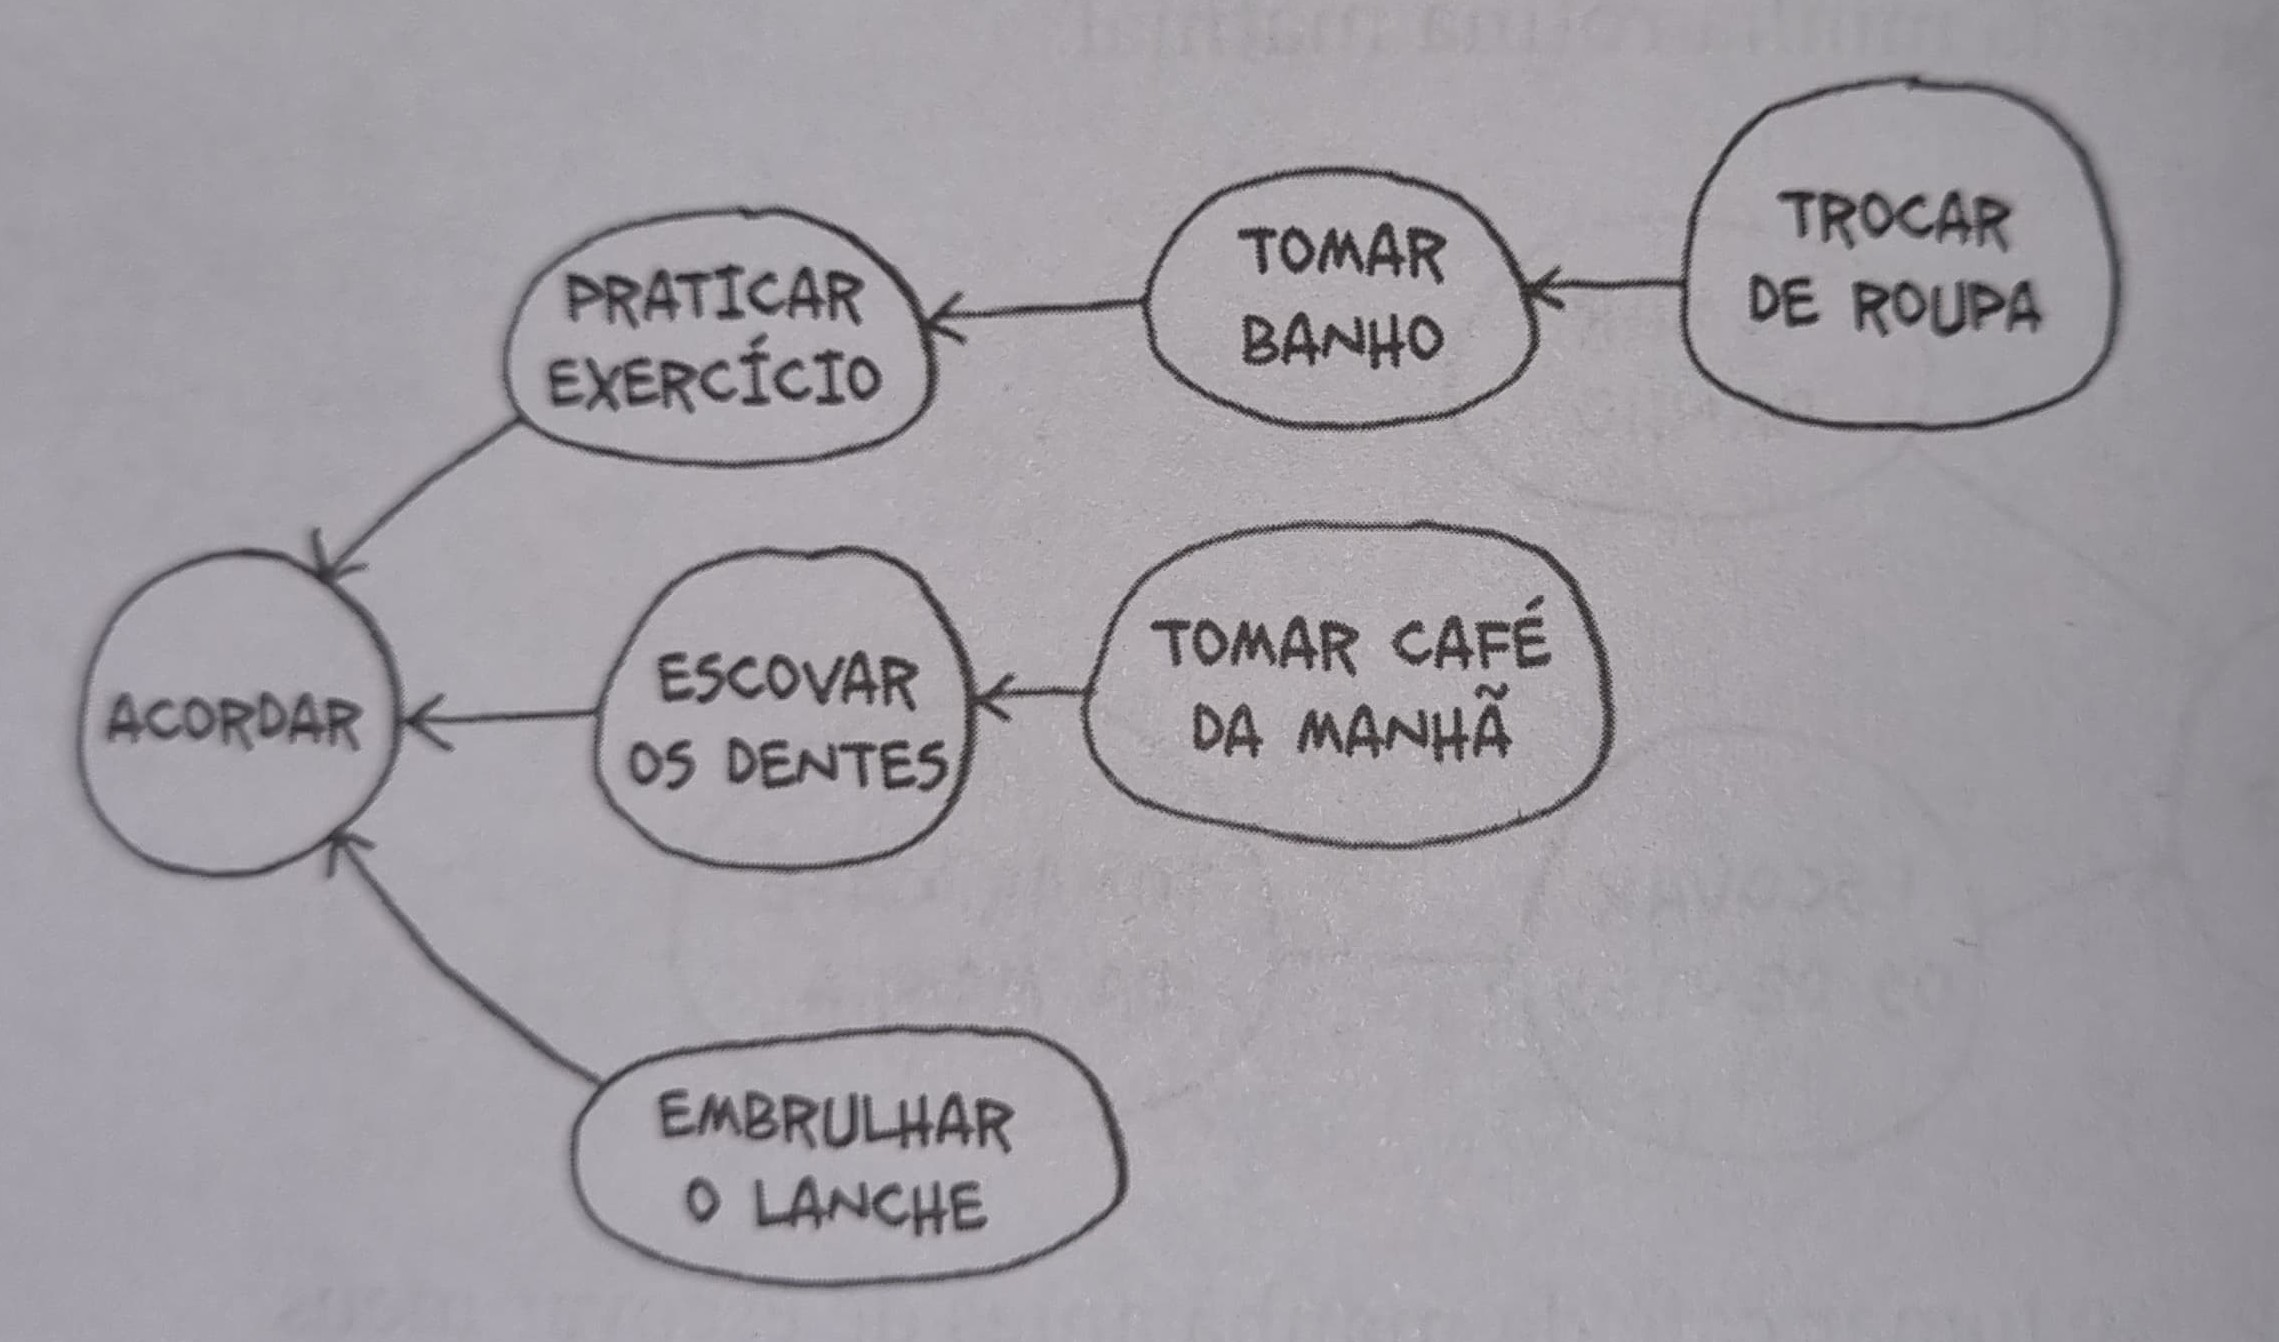 PRATICAR
EXERCÍCIO
TOMAR
BANHO
TROCAR
DE ROUPA
ACORDAR
ESCOVAR
OS DENTES
TOMAR CAFÉ
DA MANHÃ
EMBRULHAR
O LANCHE